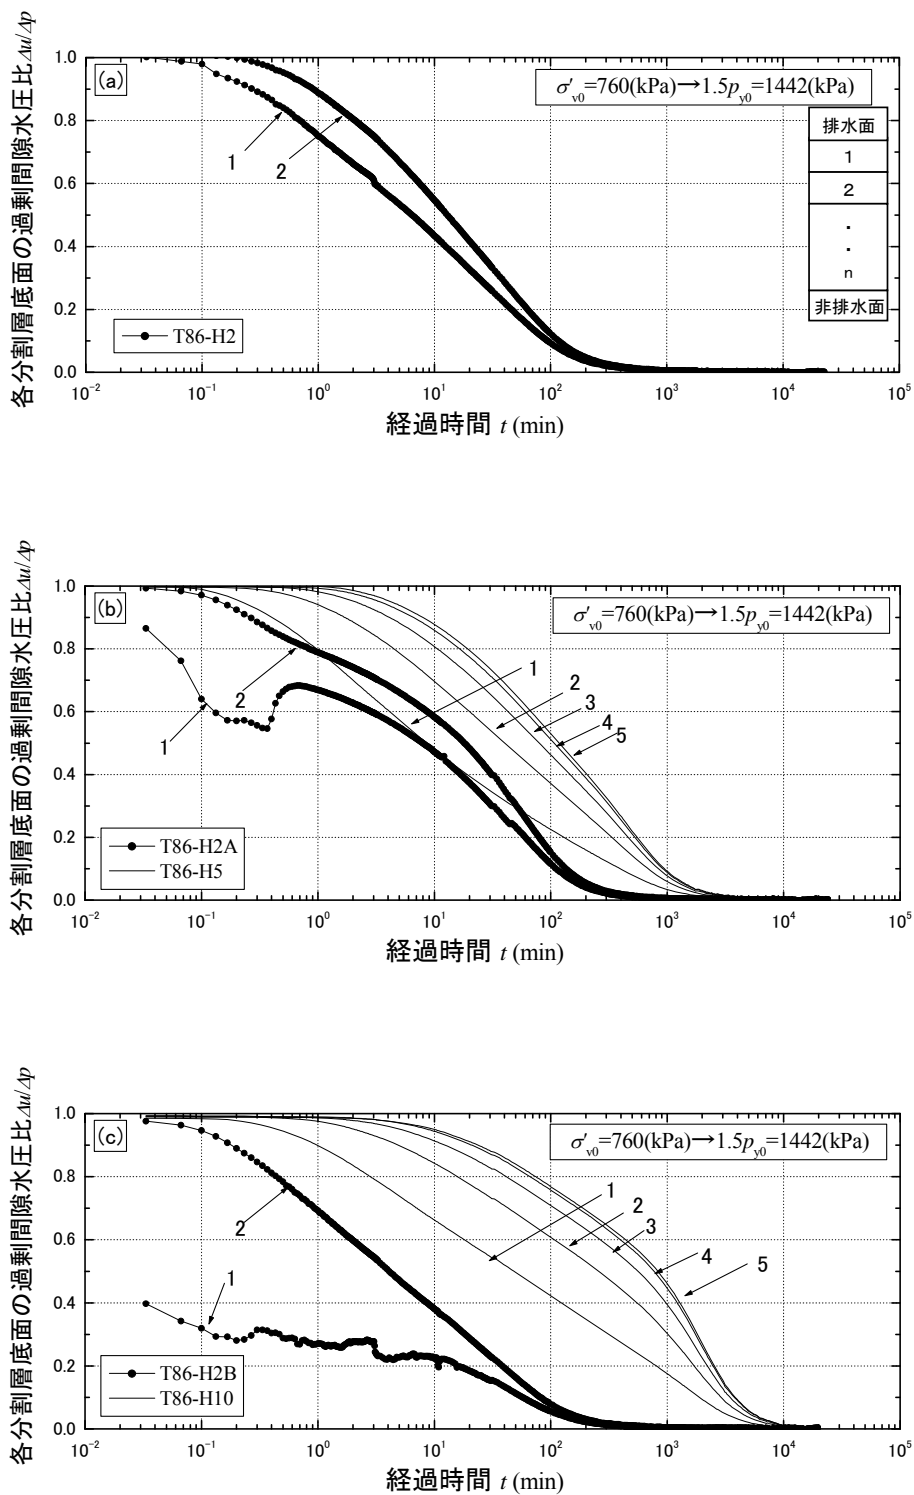 各分割層底面の過剰間隙水圧比Δu/Δp
(a)
σ′v0=760(kPa)→1.5py0=1442(kPa)
排水面
1
2
・
・
n
非排水面
1
2
T86-H2
1.0
0.8
0.6
0.4
0.2
0.0
10⁻² 10⁻¹ 10⁰ 10¹ 10² 10³ 10⁴ 10⁵
経過時間 t (min)
各分割層底面の過剰間隙水圧比Δu/Δp
(b)
σ′v0=760(kPa)→1.5py0=1442(kPa)
1
2
3
4
5
2
1
T86-H2A
T86-H5
1.0
0.8
0.6
0.4
0.2
0.0
10⁻² 10⁻¹ 10⁰ 10¹ 10² 10³ 10⁴ 10⁵
経過時間 t (min)
各分割層底面の過剰間隙水圧比Δu/Δp
(c)
σ′v0=760(kPa)→1.5py0=1442(kPa)
1
2
3
4
5
2
1
T86-H2B
T86-H10
1.0
0.8
0.6
0.4
0.2
0.0
10⁻² 10⁻¹ 10⁰ 10¹ 10² 10³ 10⁴ 10⁵
経過時間 t (min)